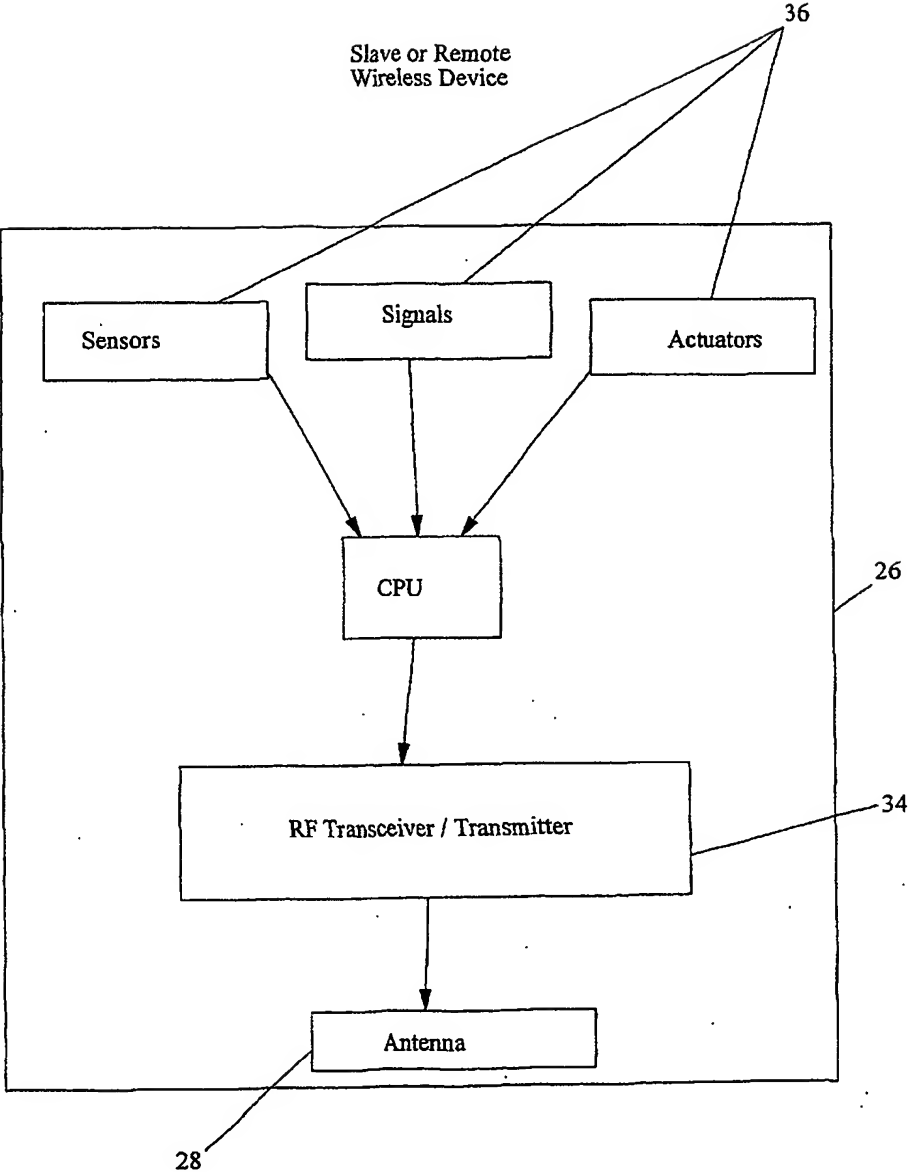 36
Slave or Remote
Wireless Device
Sensors
Signals
Actuators
CPU
26
RF Transceiver / Transmitter
34
Antenna
28